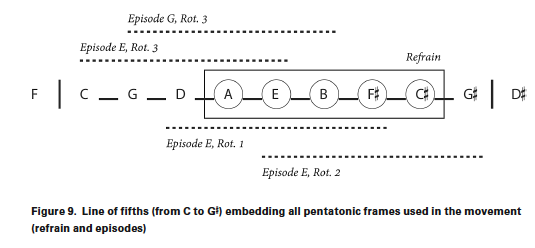 Episode G, Rot. 3
Episode E, Rot. 3
Refrain
F | C — G — D — A — E — B — F♯ — C♯ — G♯ | D♯
Episode E, Rot. 1
Episode E, Rot. 2
Figure 9. Line of fifths (from C to G♯) embedding all pentatonic frames used in the movement
(refrain and episodes)